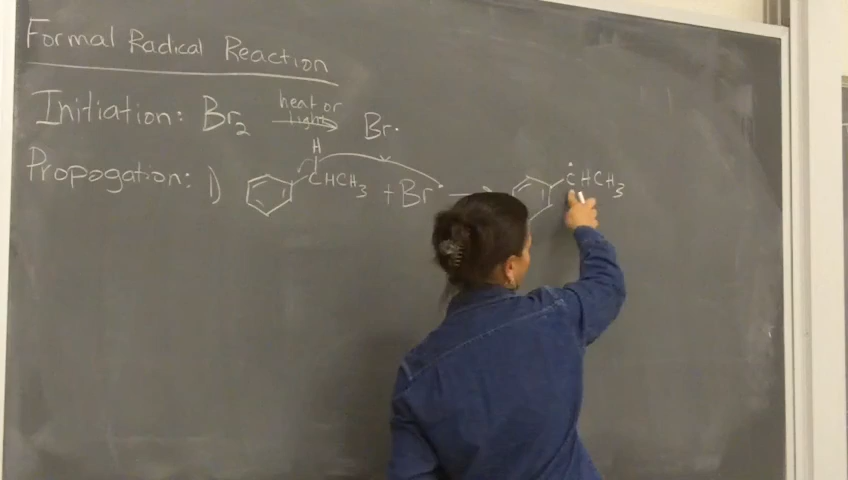 Formal Radical Reaction
Initiation: Br₂ heat or light → Br·
H
Propagation: 1) CHCH₃ + Br· → ĊHCH₃